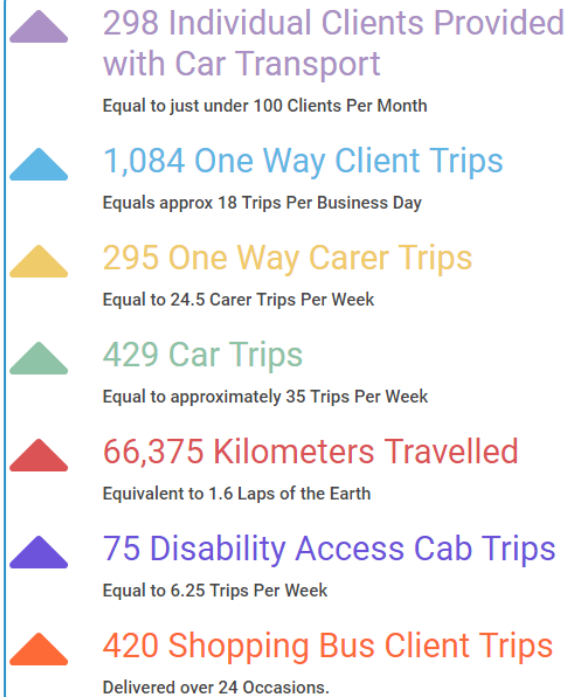 298 Individual Clients Provided
with Car Transport
Equal to just under 100 Clients Per Month
1,084 One Way Client Trips
Equals approx 18 Trips Per Business Day
295 One Way Carer Trips
Equal to 24.5 Carer Trips Per Week
429 Car Trips
Equal to approximately 35 Trips Per Week
66,375 Kilometers Travelled
Equivalent to 1.6 Laps of the Earth
75 Disability Access Cab Trips
Equal to 6.25 Trips Per Week
420 Shopping Bus Client Trips
Delivered over 24 Occasions.